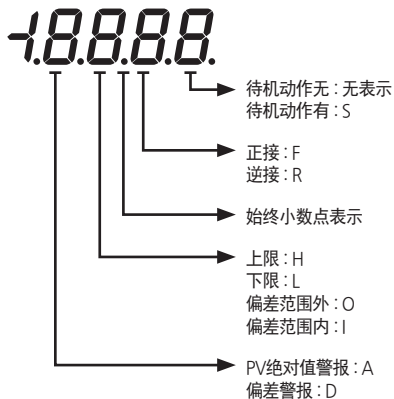 -1.8.8.8.8.
待机动作无：无表示
待机动作有：S
正接：F
逆接：R
始终小数点表示
上限：H
下限：L
偏差范围外：O
偏差范围内：I
PV绝对值警报：A
偏差警报：D